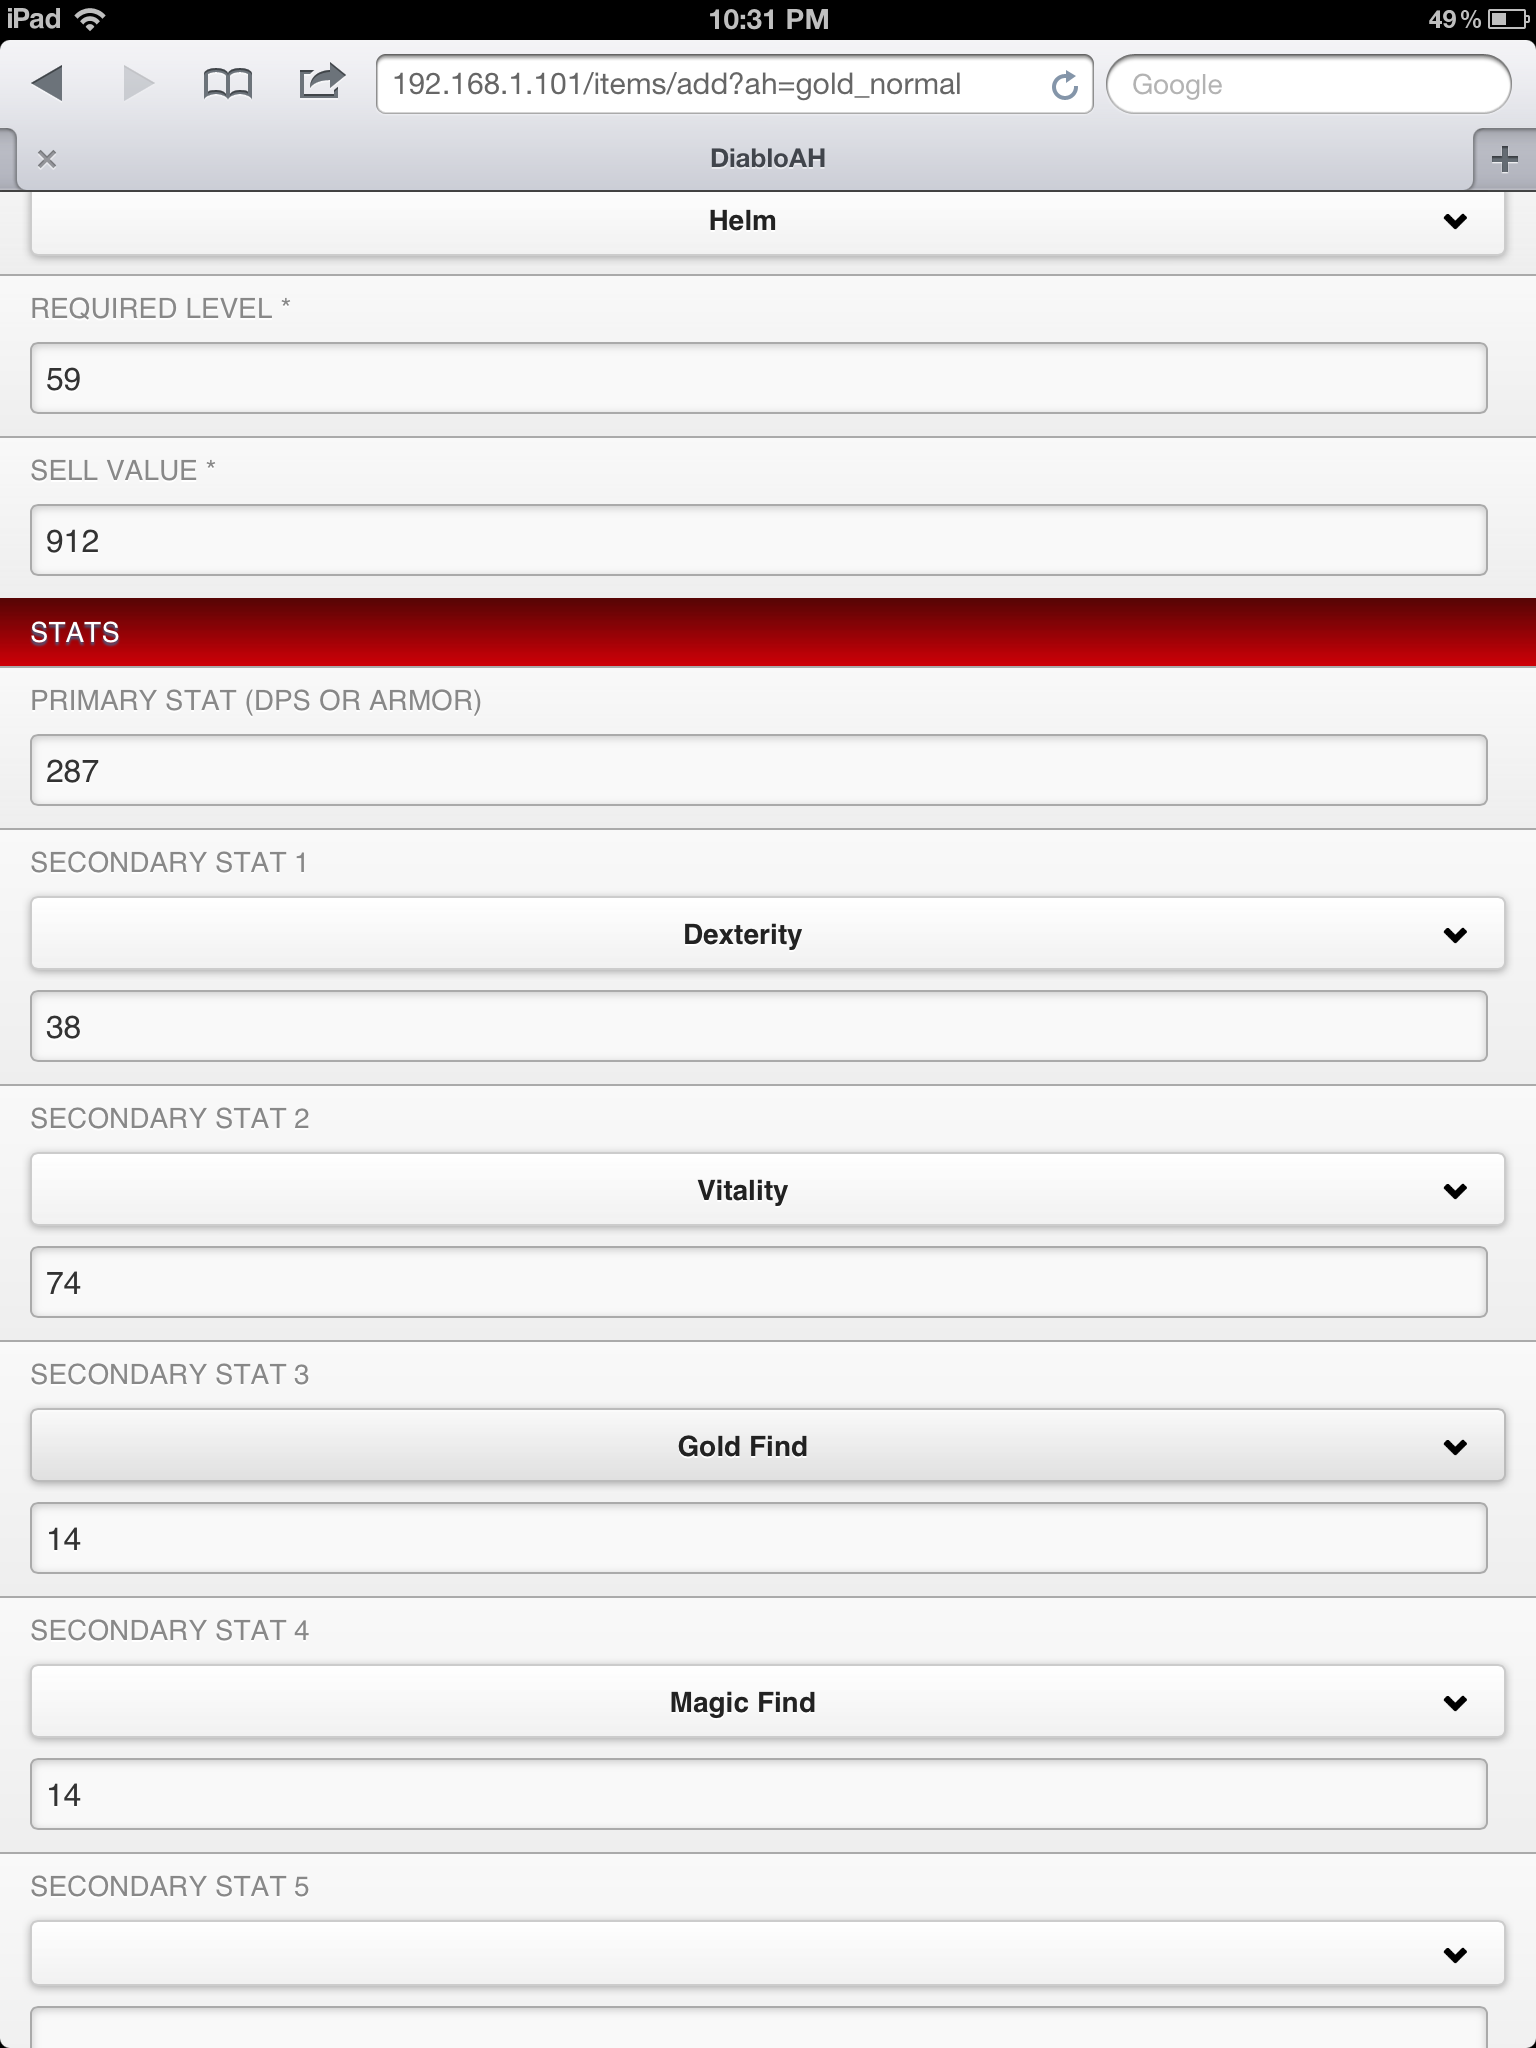 iPad 10:31 PM 49%
192.168.1.101/items/add?ah=gold_normal Google
DiabloAH
Helm
REQUIRED LEVEL *
59
SELL VALUE *
912
STATS
PRIMARY STAT (DPS OR ARMOR)
287
SECONDARY STAT 1
Dexterity
38
SECONDARY STAT 2
Vitality
74
SECONDARY STAT 3
Gold Find
14
SECONDARY STAT 4
Magic Find
14
SECONDARY STAT 5